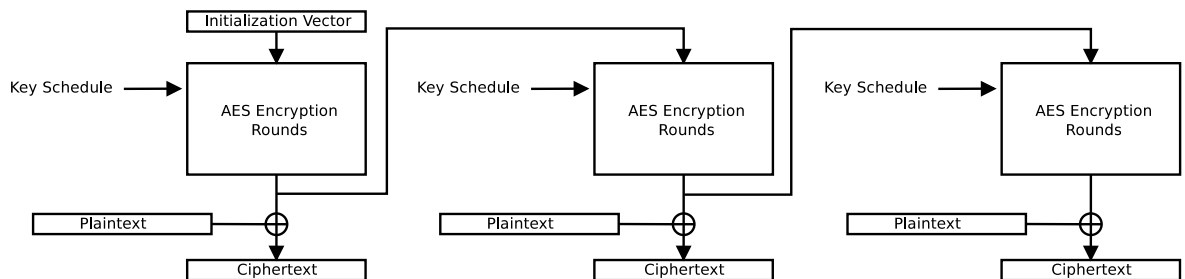 Initialization Vector
Key Schedule
AES Encryption
Rounds
Key Schedule
AES Encryption
Rounds
Key Schedule
AES Encryption
Rounds
Plaintext
Plaintext
Plaintext
Ciphertext
Ciphertext
Ciphertext